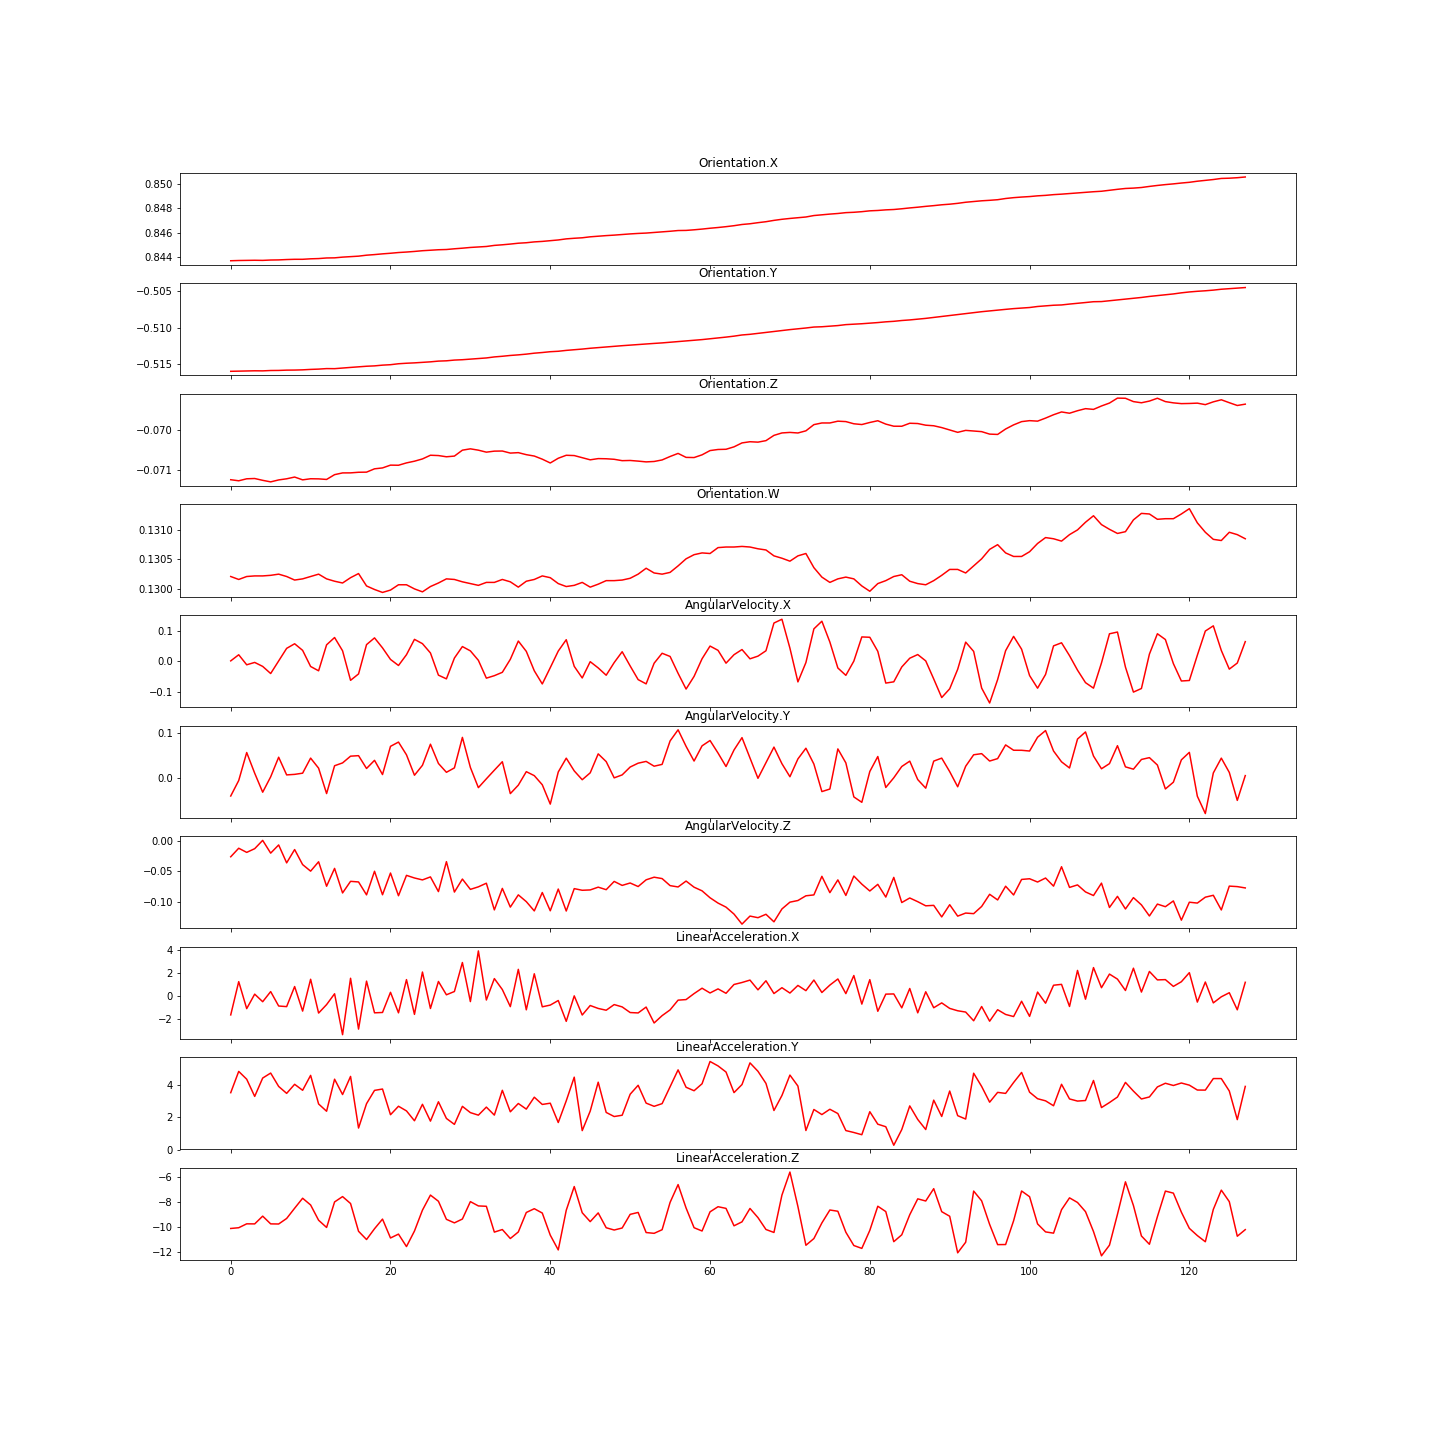 Orientation.X
0.850
0.848
0.846
0.844
Orientation.Y
−0.505
−0.510
−0.515
Orientation.Z
−0.070
−0.071
Orientation.W
0.1310
0.1305
0.1300
AngularVelocity.X
0.1
0.0
−0.1
AngularVelocity.Y
0.1
0.0
AngularVelocity.Z
0.00
−0.05
−0.10
LinearAcceleration.X
4
2
0
−2
LinearAcceleration.Y
4
2
0
LinearAcceleration.Z
−6
−8
−10
−12
0 20 40 60 80 100 120